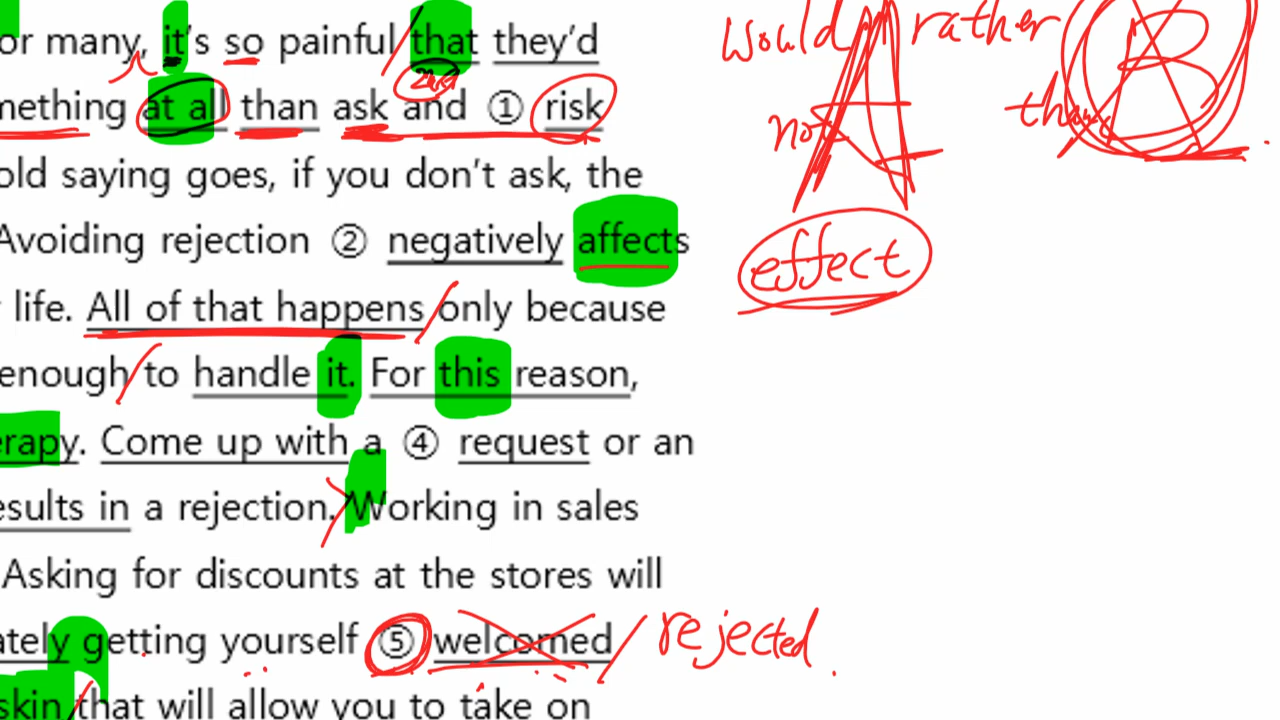 or many, it's so painful that they'd
mething at all than ask and ① risk
old saying goes, if you don't ask, the
Avoiding rejection ② negatively affects
life. All of that happens only because
enough to handle it. For this reason,
erapy. Come up with a ④ request or an
esults in a rejection. Working in sales
Asking for discounts at the stores will
ately getting yourself ⑤ welcomed
skin that will allow you to take on
would A rather B
not than
effect
rejected